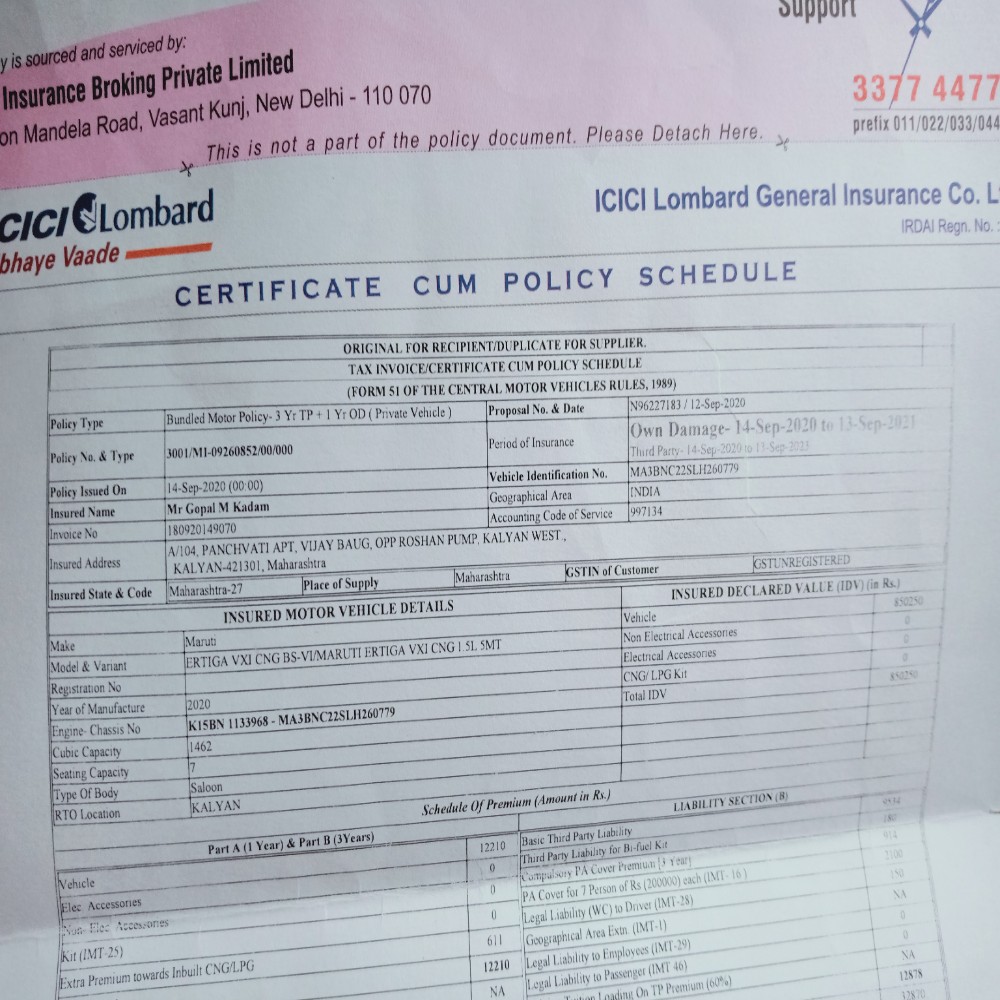 y is sourced and serviced by:
Insurance Broking Private Limited
on Mandela Road, Vasant Kunj, New Delhi - 110 070
Support
3377 4477
prefix 011/022/033/044
This is not a part of the policy document. Please Detach Here.
CICI Lombard
bhaye Vaade
ICICI Lombard General Insurance Co. L
IRDAI Regn. No. :
CERTIFICATE CUM POLICY SCHEDULE
ORIGINAL FOR RECIPIENT/DUPLICATE FOR SUPPLIER.
TAX INVOICE/CERTIFICATE CUM POLICY SCHEDULE
(FORM 51 OF THE CENTRAL MOTOR VEHICLES RULES, 1989)
Policy Type Bundled Motor Policy- 3 Yr TP + 1 Yr OD ( Private Vehicle ) Proposal No. & Date N96227183 / 12-Sep-2020
Policy No. & Type 3001/MI-09260852/00/000 Period of Insurance Own Damage- 14-Sep-2020 to 13-Sep-2021
Third Party- 14-Sep-2020 to 13-Sep-2023
Policy Issued On 14-Sep-2020 (00:00) Vehicle Identification No. MA3BNC22SLH260779
Insured Name Mr Gopal M Kadam Geographical Area INDIA
Invoice No 180920149070 Accounting Code of Service 997134
Insured Address A/104, PANCHVATI APT, VIJAY BAUG, OPP ROSHAN PUMP, KALYAN WEST.,
KALYAN-421301, Maharashtra
Insured State & Code Maharashtra-27 Place of Supply Maharashtra GSTIN of Customer GSTUNREGISTERED
INSURED MOTOR VEHICLE DETAILS INSURED DECLARED VALUE (IDV) (in Rs.)
Make Maruti Vehicle 850250
Model & Variant ERTIGA VXI CNG BS-VI/MARUTI ERTIGA VXI CNG 1.5L 5MT Non Electrical Accessories 0
Registration No Electrical Accessories 0
Year of Manufacture 2020 CNG/ LPG Kit 0
Engine- Chassis No K15BN 1133968 - MA3BNC22SLH260779 Total IDV 850250
Cubic Capacity 1462
Seating Capacity 7
Type Of Body Saloon
RTO Location KALYAN
Schedule Of Premium (Amount in Rs.)
Part A (1 Year) & Part B (3Years) LIABILITY SECTION (B)
Vehicle 12210 Basic Third Party Liability 9534
Elec Accessories 0 Third Party Liability for Bi-fuel Kit 180
Non- Elec Accessories 0 Compulsory PA Cover Premium [3 Year] 914
Kit (IMT-25) 0 PA Cover for 7 Person of Rs (200000) each (IMT- 16 ) 2100
Extra Premium towards Inbuilt CNG/LPG 611 Legal Liability (WC) to Driver (IMT-28) 150
12210 Geographical Area Extn. (IMT-1) NA
NA Legal Liability to Employees (IMT-29) 0
Legal Liability to Passenger (IMT 46) 0
Loading On TP Premium (60%) NA
12878